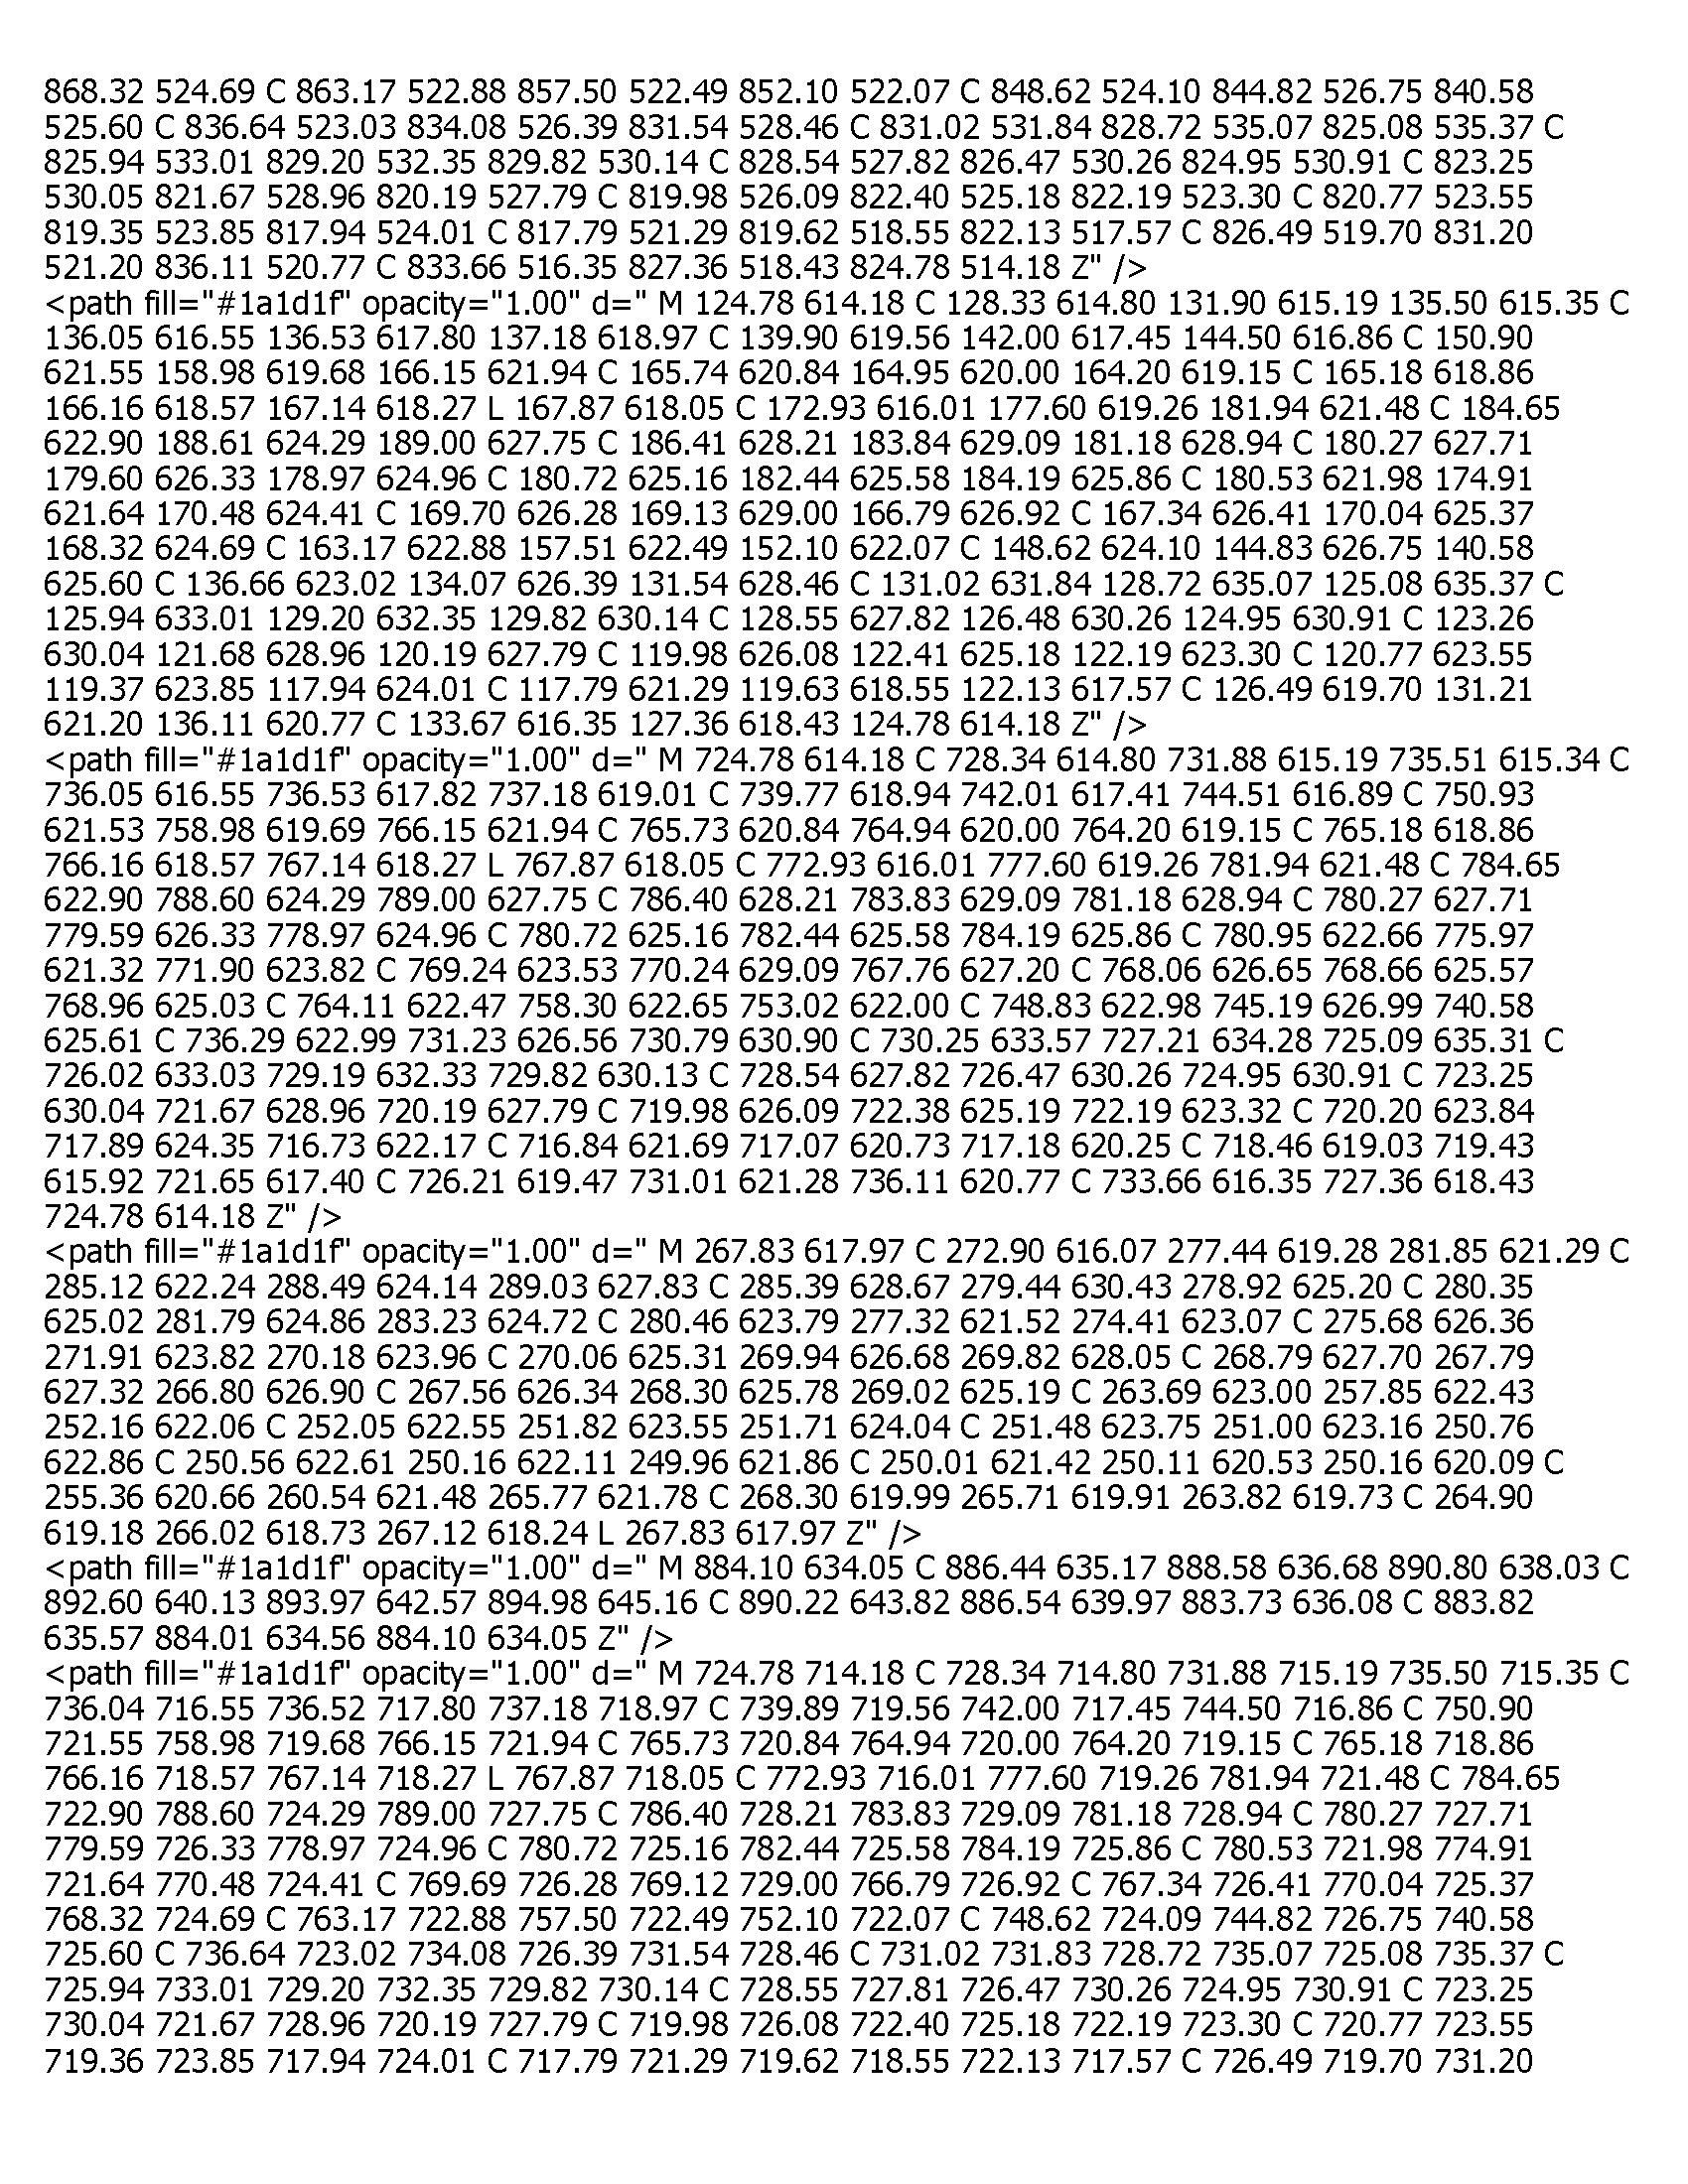 868.32 524.69 C 863.17 522.88 857.50 522.49 852.10 522.07 C 848.62 524.10 844.82 526.75 840.58
525.60 C 836.64 523.03 834.08 526.39 831.54 528.46 C 831.02 531.84 828.72 535.07 825.08 535.37 C
825.94 533.01 829.20 532.35 829.82 530.14 C 828.54 527.82 826.47 530.26 824.95 530.91 C 823.25
530.05 821.67 528.96 820.19 527.79 C 819.98 526.09 822.40 525.18 822.19 523.30 C 820.77 523.55
819.35 523.85 817.94 524.01 C 817.79 521.29 819.62 518.55 822.13 517.57 C 826.49 519.70 831.20
521.20 836.11 520.77 C 833.66 516.35 827.36 518.43 824.78 514.18 Z" />
<path fill="#1a1d1f" opacity="1.00" d=" M 124.78 614.18 C 128.33 614.80 131.90 615.19 135.50 615.35 C
136.05 616.55 136.53 617.80 137.18 618.97 C 139.90 619.56 142.00 617.45 144.50 616.86 C 150.90
621.55 158.98 619.68 166.15 621.94 C 165.74 620.84 164.95 620.00 164.20 619.15 C 165.18 618.86
166.16 618.57 167.14 618.27 L 167.87 618.05 C 172.93 616.01 177.60 619.26 181.94 621.48 C 184.65
622.90 188.61 624.29 189.00 627.75 C 186.41 628.21 183.84 629.09 181.18 628.94 C 180.27 627.71
179.60 626.33 178.97 624.96 C 180.72 625.16 182.44 625.58 184.19 625.86 C 180.53 621.98 174.91
621.64 170.48 624.41 C 169.70 626.28 169.13 629.00 166.79 626.92 C 167.34 626.41 170.04 625.37
168.32 624.69 C 163.17 622.88 157.51 622.49 152.10 622.07 C 148.62 624.10 144.83 626.75 140.58
625.60 C 136.66 623.02 134.07 626.39 131.54 628.46 C 131.02 631.84 128.72 635.07 125.08 635.37 C
125.94 633.01 129.20 632.35 129.82 630.14 C 128.55 627.82 126.48 630.26 124.95 630.91 C 123.26
630.04 121.68 628.96 120.19 627.79 C 119.98 626.08 122.41 625.18 122.19 623.30 C 120.77 623.55
119.37 623.85 117.94 624.01 C 117.79 621.29 119.63 618.55 122.13 617.57 C 126.49 619.70 131.21
621.20 136.11 620.77 C 133.67 616.35 127.36 618.43 124.78 614.18 Z" />
<path fill="#1a1d1f" opacity="1.00" d=" M 724.78 614.18 C 728.34 614.80 731.88 615.19 735.51 615.34 C
736.05 616.55 736.53 617.82 737.18 619.01 C 739.77 618.94 742.01 617.41 744.51 616.89 C 750.93
621.53 758.98 619.69 766.15 621.94 C 765.73 620.84 764.94 620.00 764.20 619.15 C 765.18 618.86
766.16 618.57 767.14 618.27 L 767.87 618.05 C 772.93 616.01 777.60 619.26 781.94 621.48 C 784.65
622.90 788.60 624.29 789.00 627.75 C 786.40 628.21 783.83 629.09 781.18 628.94 C 780.27 627.71
779.59 626.33 778.97 624.96 C 780.72 625.16 782.44 625.58 784.19 625.86 C 780.95 622.66 775.97
621.32 771.90 623.82 C 769.24 623.53 770.24 629.09 767.76 627.20 C 768.06 626.65 768.66 625.57
768.96 625.03 C 764.11 622.47 758.30 622.65 753.02 622.00 C 748.83 622.98 745.19 626.99 740.58
625.61 C 736.29 622.99 731.23 626.56 730.79 630.90 C 730.25 633.57 727.21 634.28 725.09 635.31 C
726.02 633.03 729.19 632.33 729.82 630.13 C 728.54 627.82 726.47 630.26 724.95 630.91 C 723.25
630.04 721.67 628.96 720.19 627.79 C 719.98 626.09 722.38 625.19 722.19 623.32 C 720.20 623.84
717.89 624.35 716.73 622.17 C 716.84 621.69 717.07 620.73 717.18 620.25 C 718.46 619.03 719.43
615.92 721.65 617.40 C 726.21 619.47 731.01 621.28 736.11 620.77 C 733.66 616.35 727.36 618.43
724.78 614.18 Z" />
<path fill="#1a1d1f" opacity="1.00" d=" M 267.83 617.97 C 272.90 616.07 277.44 619.28 281.85 621.29 C
285.12 622.24 288.49 624.14 289.03 627.83 C 285.39 628.67 279.44 630.43 278.92 625.20 C 280.35
625.02 281.79 624.86 283.23 624.72 C 280.46 623.79 277.32 621.52 274.41 623.07 C 275.68 626.36
271.91 623.82 270.18 623.96 C 270.06 625.31 269.94 626.68 269.82 628.05 C 268.79 627.70 267.79
627.32 266.80 626.90 C 267.56 626.34 268.30 625.78 269.02 625.19 C 263.69 623.00 257.85 622.43
252.16 622.06 C 252.05 622.55 251.82 623.55 251.71 624.04 C 251.48 623.75 251.00 623.16 250.76
622.86 C 250.56 622.61 250.16 622.11 249.96 621.86 C 250.01 621.42 250.11 620.53 250.16 620.09 C
255.36 620.66 260.54 621.48 265.77 621.78 C 268.30 619.99 265.71 619.91 263.82 619.73 C 264.90
619.18 266.02 618.73 267.12 618.24 L 267.83 617.97 Z" />
<path fill="#1a1d1f" opacity="1.00" d=" M 884.10 634.05 C 886.44 635.17 888.58 636.68 890.80 638.03 C
892.60 640.13 893.97 642.57 894.98 645.16 C 890.22 643.82 886.54 639.97 883.73 636.08 C 883.82
635.57 884.01 634.56 884.10 634.05 Z" />
<path fill="#1a1d1f" opacity="1.00" d=" M 724.78 714.18 C 728.34 714.80 731.88 715.19 735.50 715.35 C
736.04 716.55 736.52 717.80 737.18 718.97 C 739.89 719.56 742.00 717.45 744.50 716.86 C 750.90
721.55 758.98 719.68 766.15 721.94 C 765.73 720.84 764.94 720.00 764.20 719.15 C 765.18 718.86
766.16 718.57 767.14 718.27 L 767.87 718.05 C 772.93 716.01 777.60 719.26 781.94 721.48 C 784.65
722.90 788.60 724.29 789.00 727.75 C 786.40 728.21 783.83 729.09 781.18 728.94 C 780.27 727.71
779.59 726.33 778.97 724.96 C 780.72 725.16 782.44 725.58 784.19 725.86 C 780.53 721.98 774.91
721.64 770.48 724.41 C 769.69 726.28 769.12 729.00 766.79 726.92 C 767.34 726.41 770.04 725.37
768.32 724.69 C 763.17 722.88 757.50 722.49 752.10 722.07 C 748.62 724.09 744.82 726.75 740.58
725.60 C 736.64 723.02 734.08 726.39 731.54 728.46 C 731.02 731.83 728.72 735.07 725.08 735.37 C
725.94 733.01 729.20 732.35 729.82 730.14 C 728.55 727.81 726.47 730.26 724.95 730.91 C 723.25
730.04 721.67 728.96 720.19 727.79 C 719.98 726.08 722.40 725.18 722.19 723.30 C 720.77 723.55
719.36 723.85 717.94 724.01 C 717.79 721.29 719.62 718.55 722.13 717.57 C 726.49 719.70 731.20